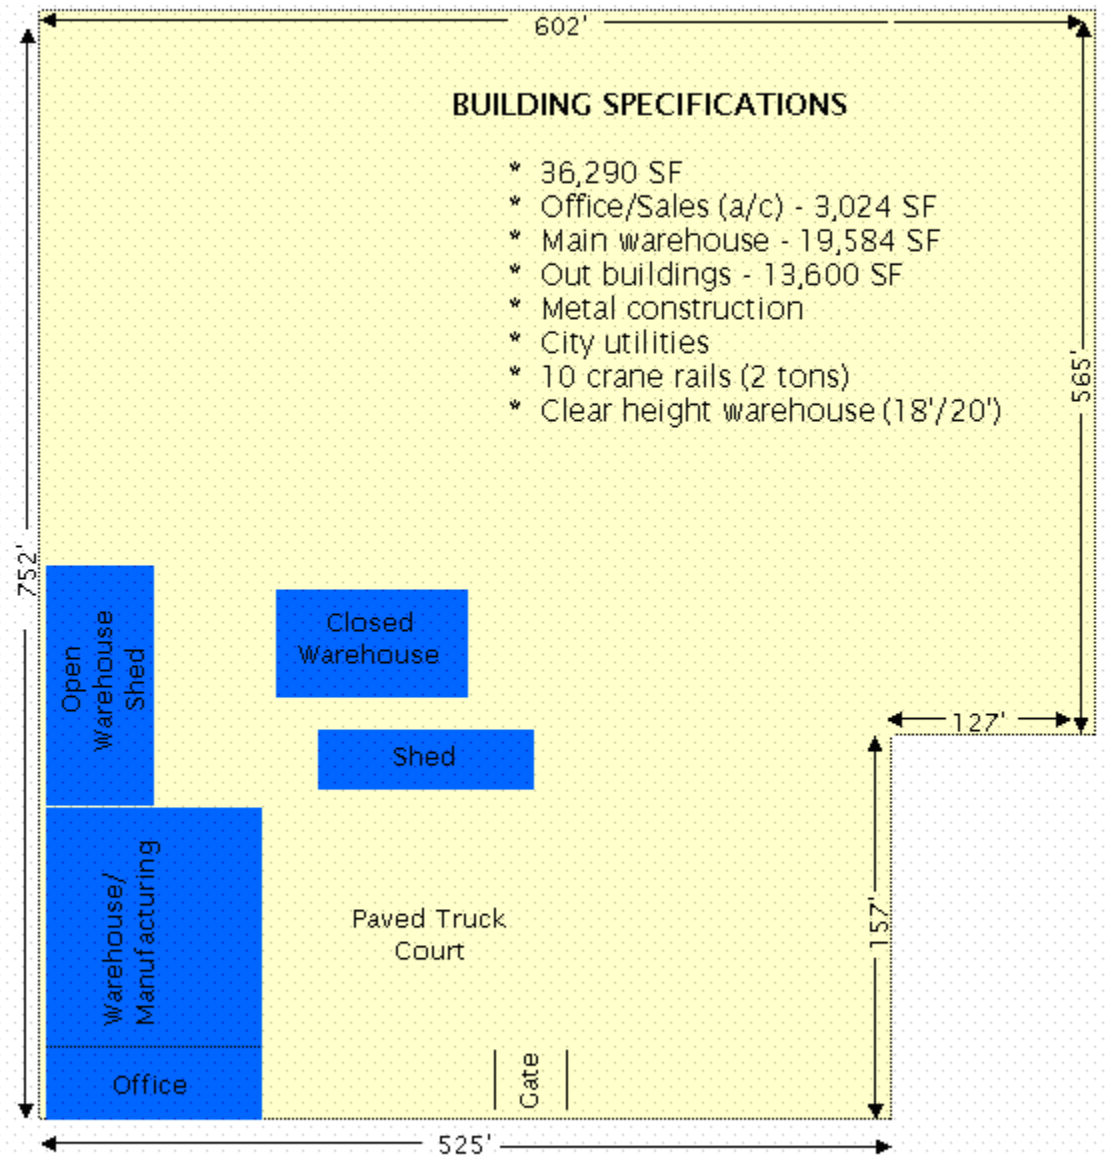 602'
BUILDING SPECIFICATIONS
* 36,290 SF
* Office/Sales (a/c) - 3,024 SF
* Main warehouse - 19,584 SF
* Out buildings - 13,600 SF
* Metal construction
* City utilities
* 10 crane rails (2 tons)
* Clear height warehouse (18'/20')
565'
752'
Open
Warehouse
Shed
Closed
Warehouse
127'
Shed
Warehouse/
Manufacturing
Paved Truck
Court
157'
Office
Gate
525'